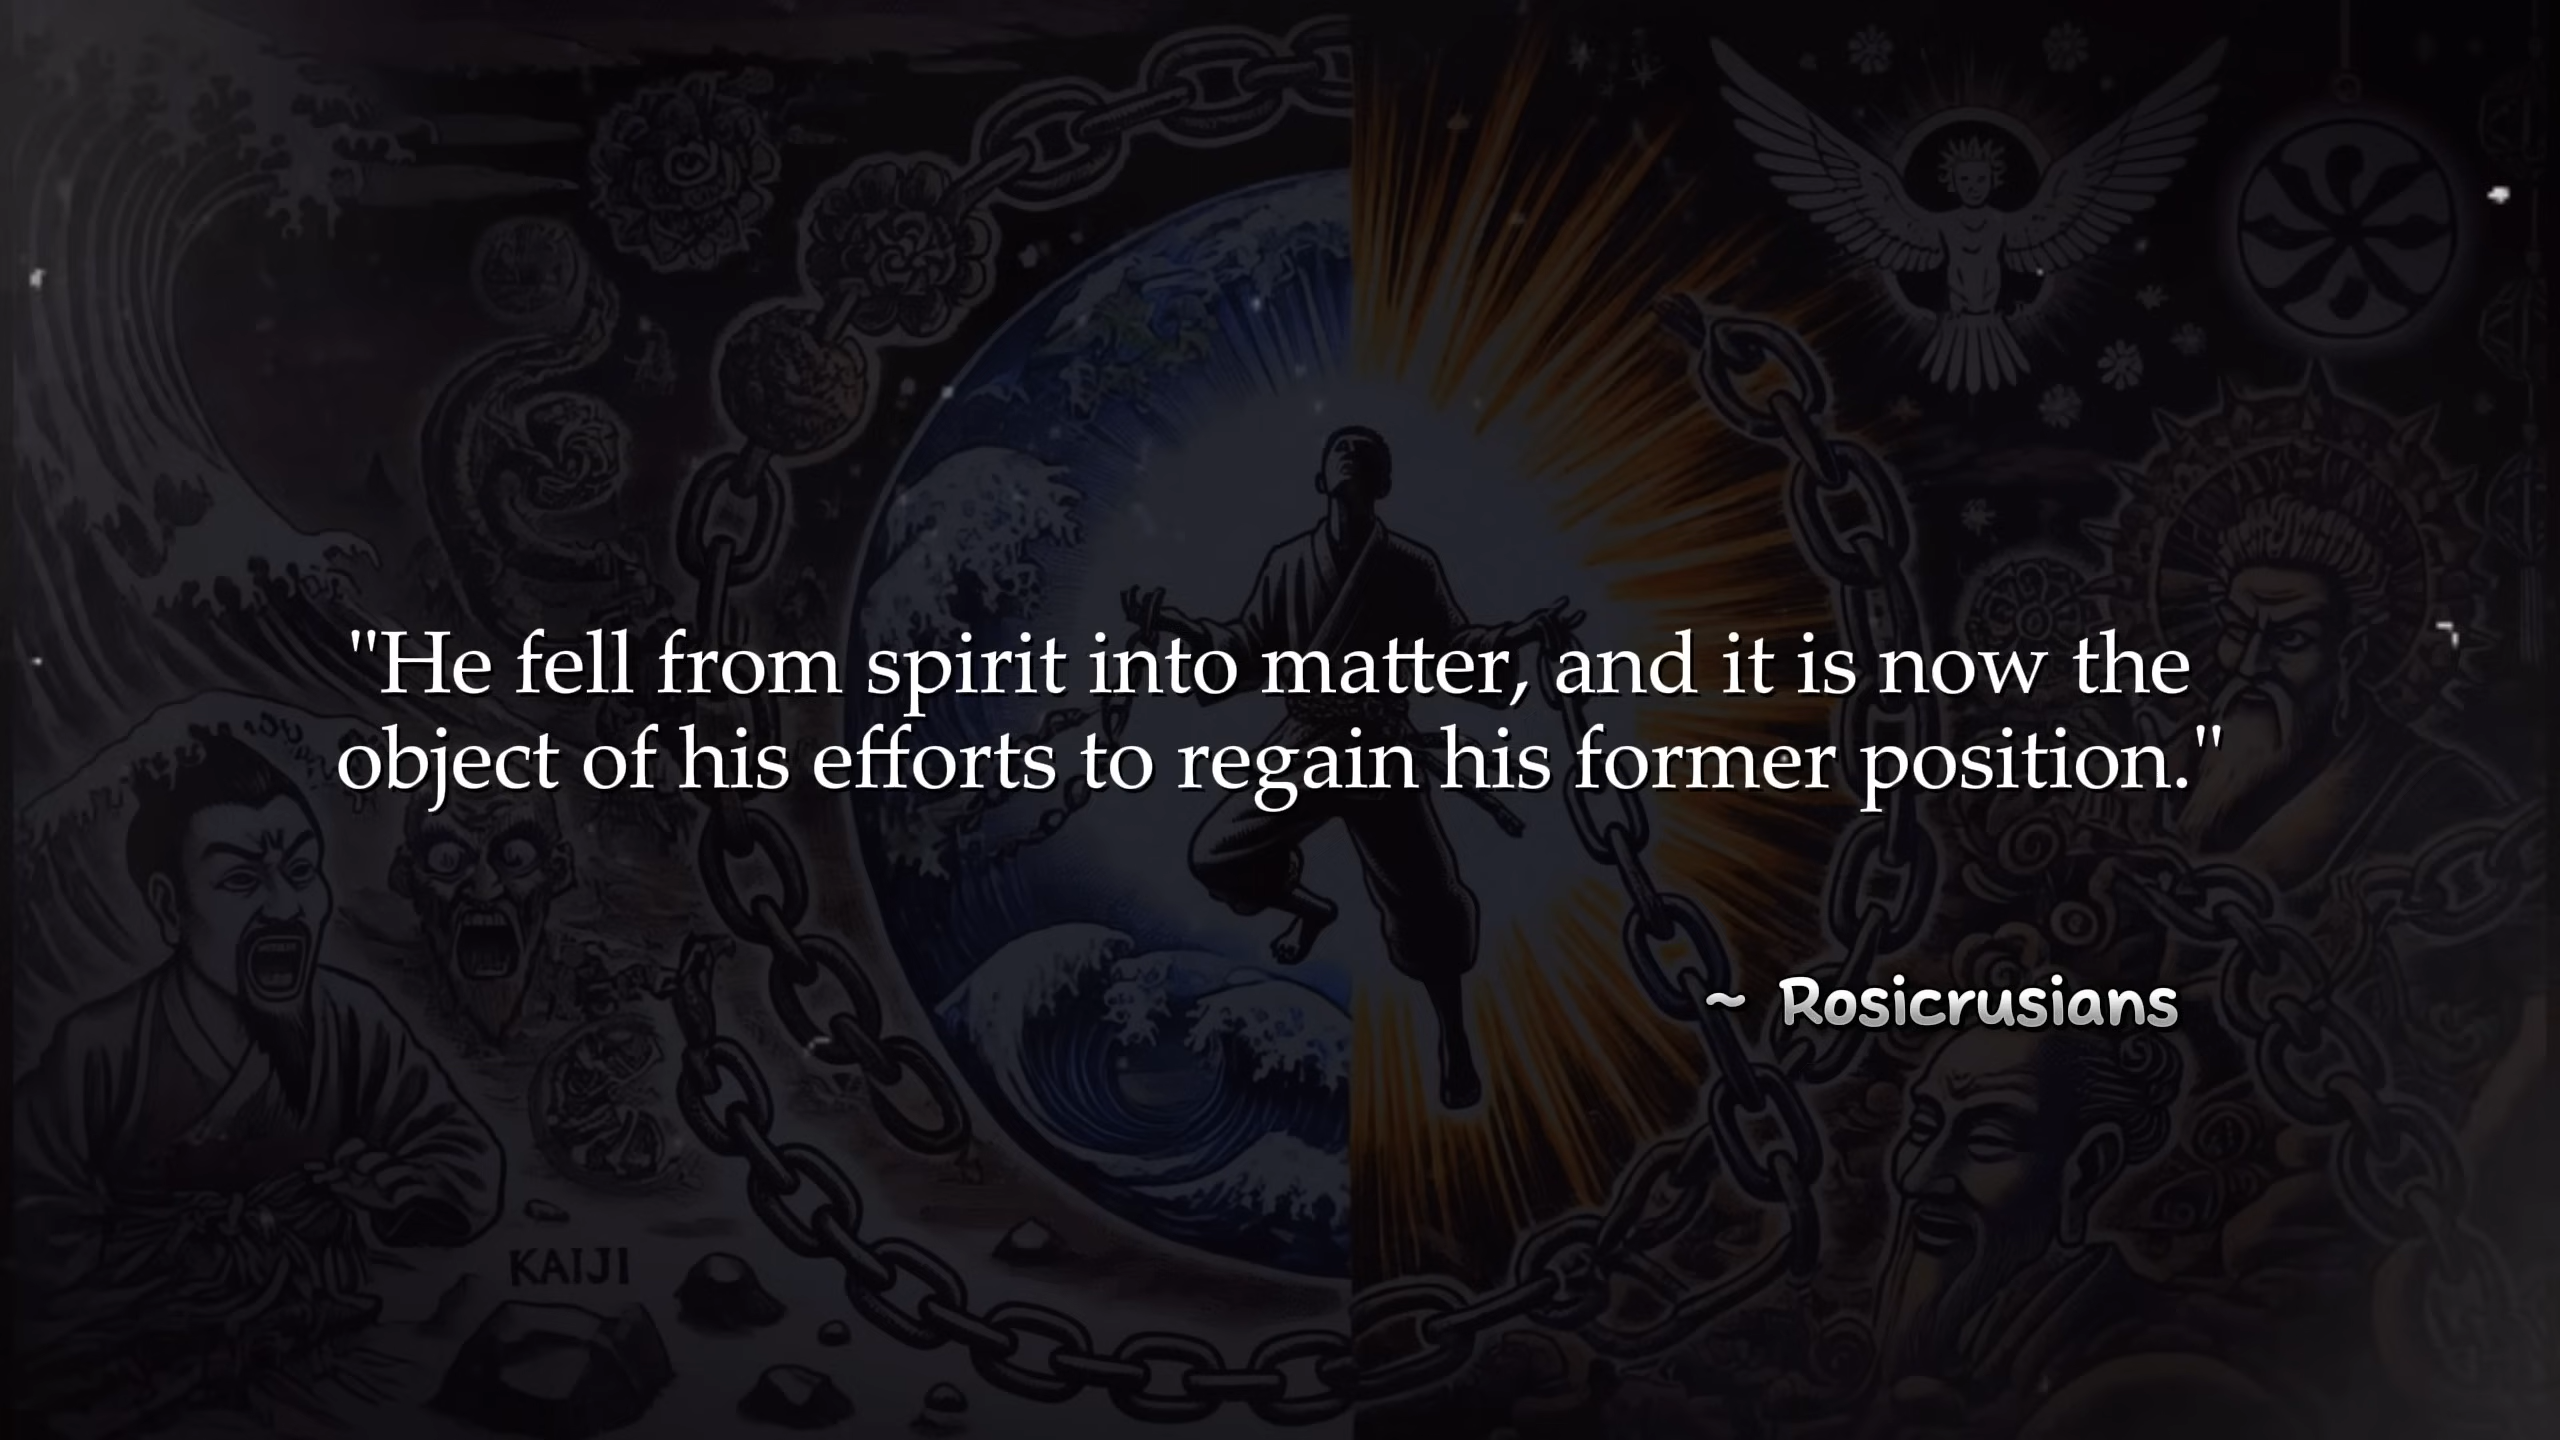 "He fell from spirit into matter, and it is now the
object of his efforts to regain his former position."
~ Rosicrusians
KAIJI